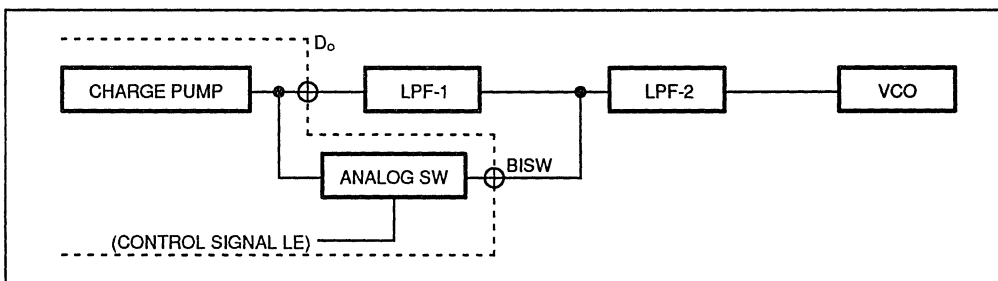 Do
CHARGE PUMP
LPF-1
LPF-2
VCO
ANALOG SW
BISW
(CONTROL SIGNAL LE)